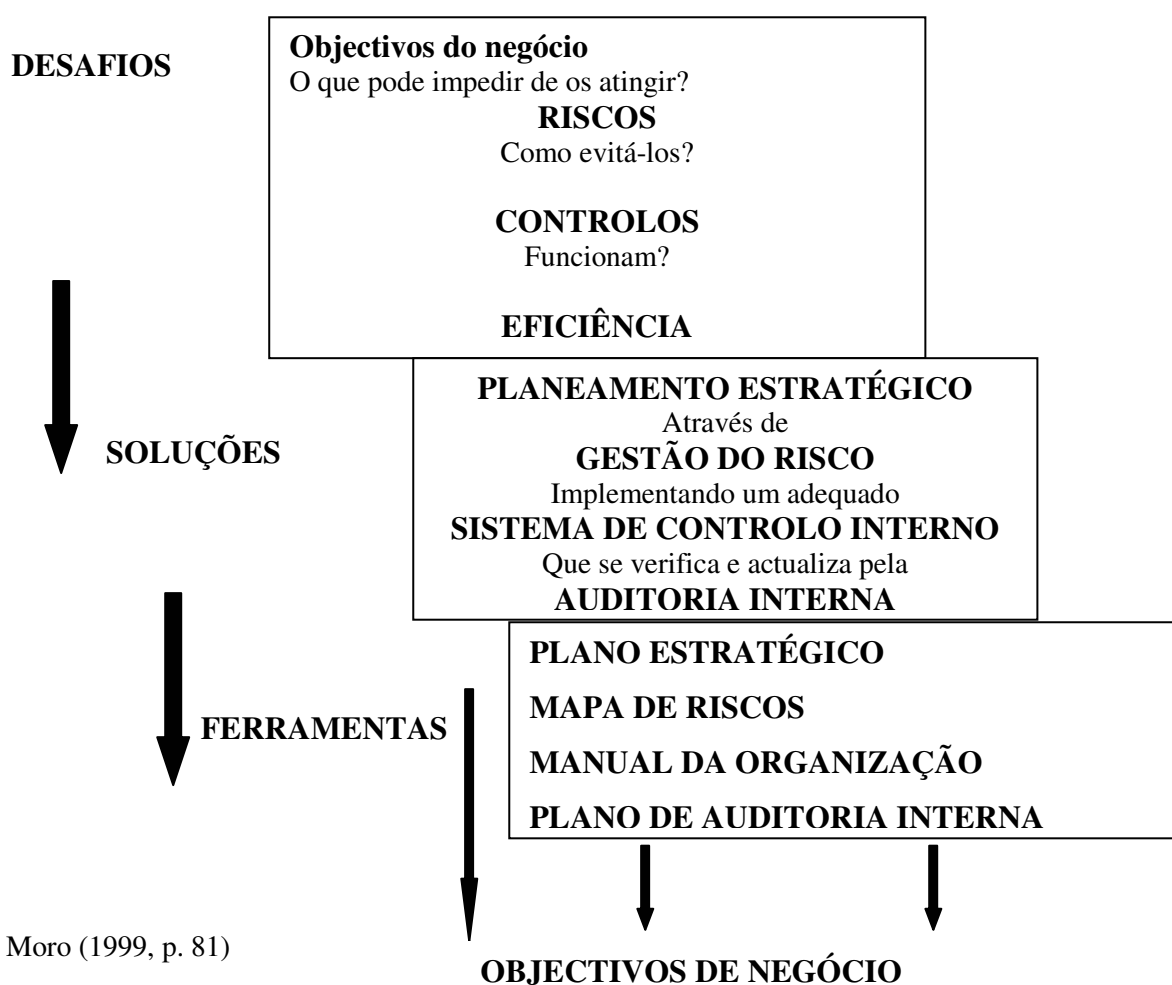 DESAFIOS
Objectivos do negócio
O que pode impedir de os atingir?
RISCOS
Como evitá-los?
CONTROLOS
Funcionam?
EFICIÊNCIA
SOLUÇÕES
PLANEAMENTO ESTRATÉGICO
Através de
GESTÃO DO RISCO
Implementando um adequado
SISTEMA DE CONTROLO INTERNO
Que se verifica e actualiza pela
AUDITORIA INTERNA
FERRAMENTAS
PLANO ESTRATÉGICO
MAPA DE RISCOS
MANUAL DA ORGANIZAÇÃO
PLANO DE AUDITORIA INTERNA
Moro (1999, p. 81)
OBJECTIVOS DE NEGÓCIO